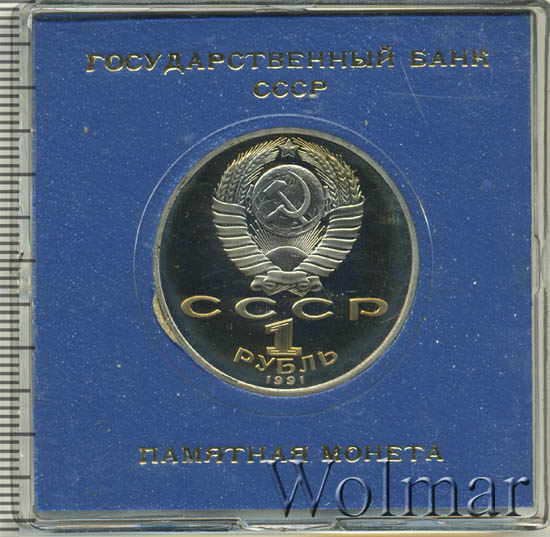 ГОСУДАРСТВЕННЫЙ БАНК
СССР
СССР
1
РУБЛЬ
1991
ПАМЯТНАЯ МОНЕТА
Wolmar